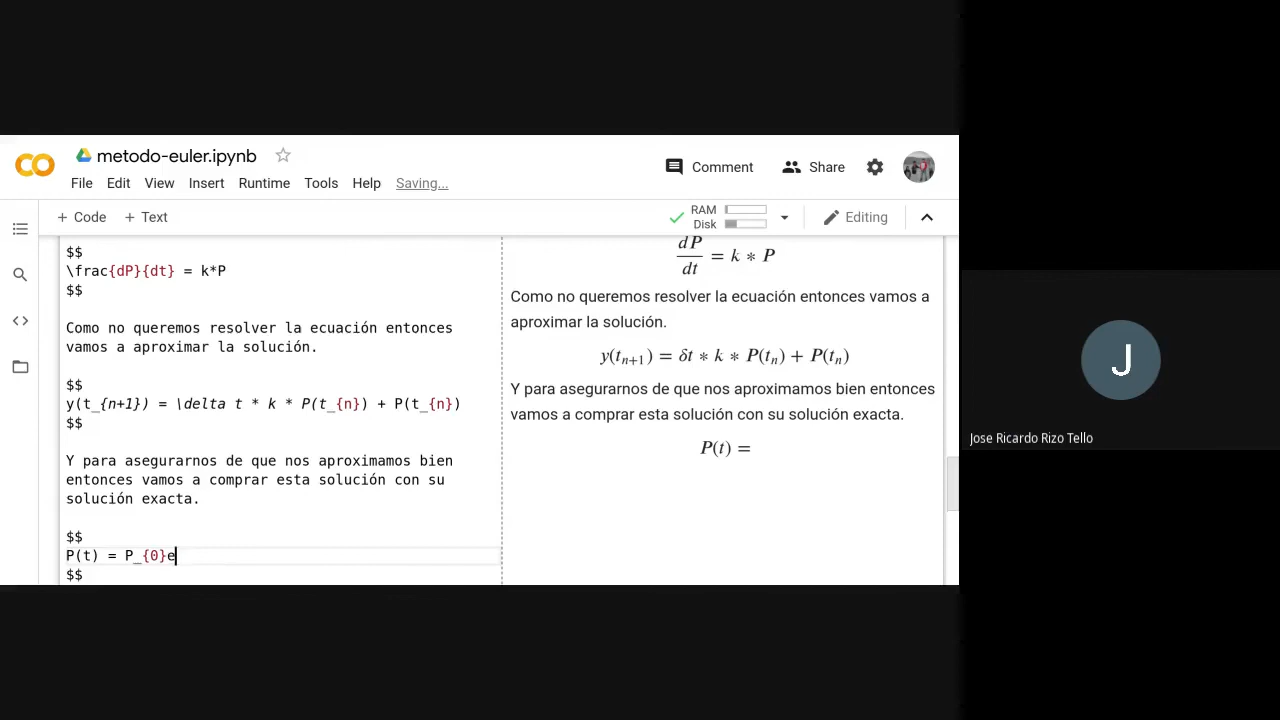 metodo-euler.ipynb
Comment
Share
File Edit View Insert Runtime Tools Help Saving...
+ Code + Text
RAM
Disk
Editing
$$
\frac{dP}{dt} = k*P
$$
Como no queremos resolver la ecuación entonces
vamos a aproximar la solución.
$$
y(t_{n+1}) = \delta t * k * P(t_{n}) + P(t_{n})
$$
Y para asegurarnos de que nos aproximamos bien
entonces vamos a comprar esta solución con su
solución exacta.
$$
P(t) = P_{0}e
$$
dP
dt = k ∗ P
Como no queremos resolver la ecuación entonces vamos a
aproximar la solución.
y(tn+1) = δt ∗ k ∗ P(tn) + P(tn)
Y para asegurarnos de que nos aproximamos bien entonces
vamos a comprar esta solución con su solución exacta.
P(t) =
J
Jose Ricardo Rizo Tello